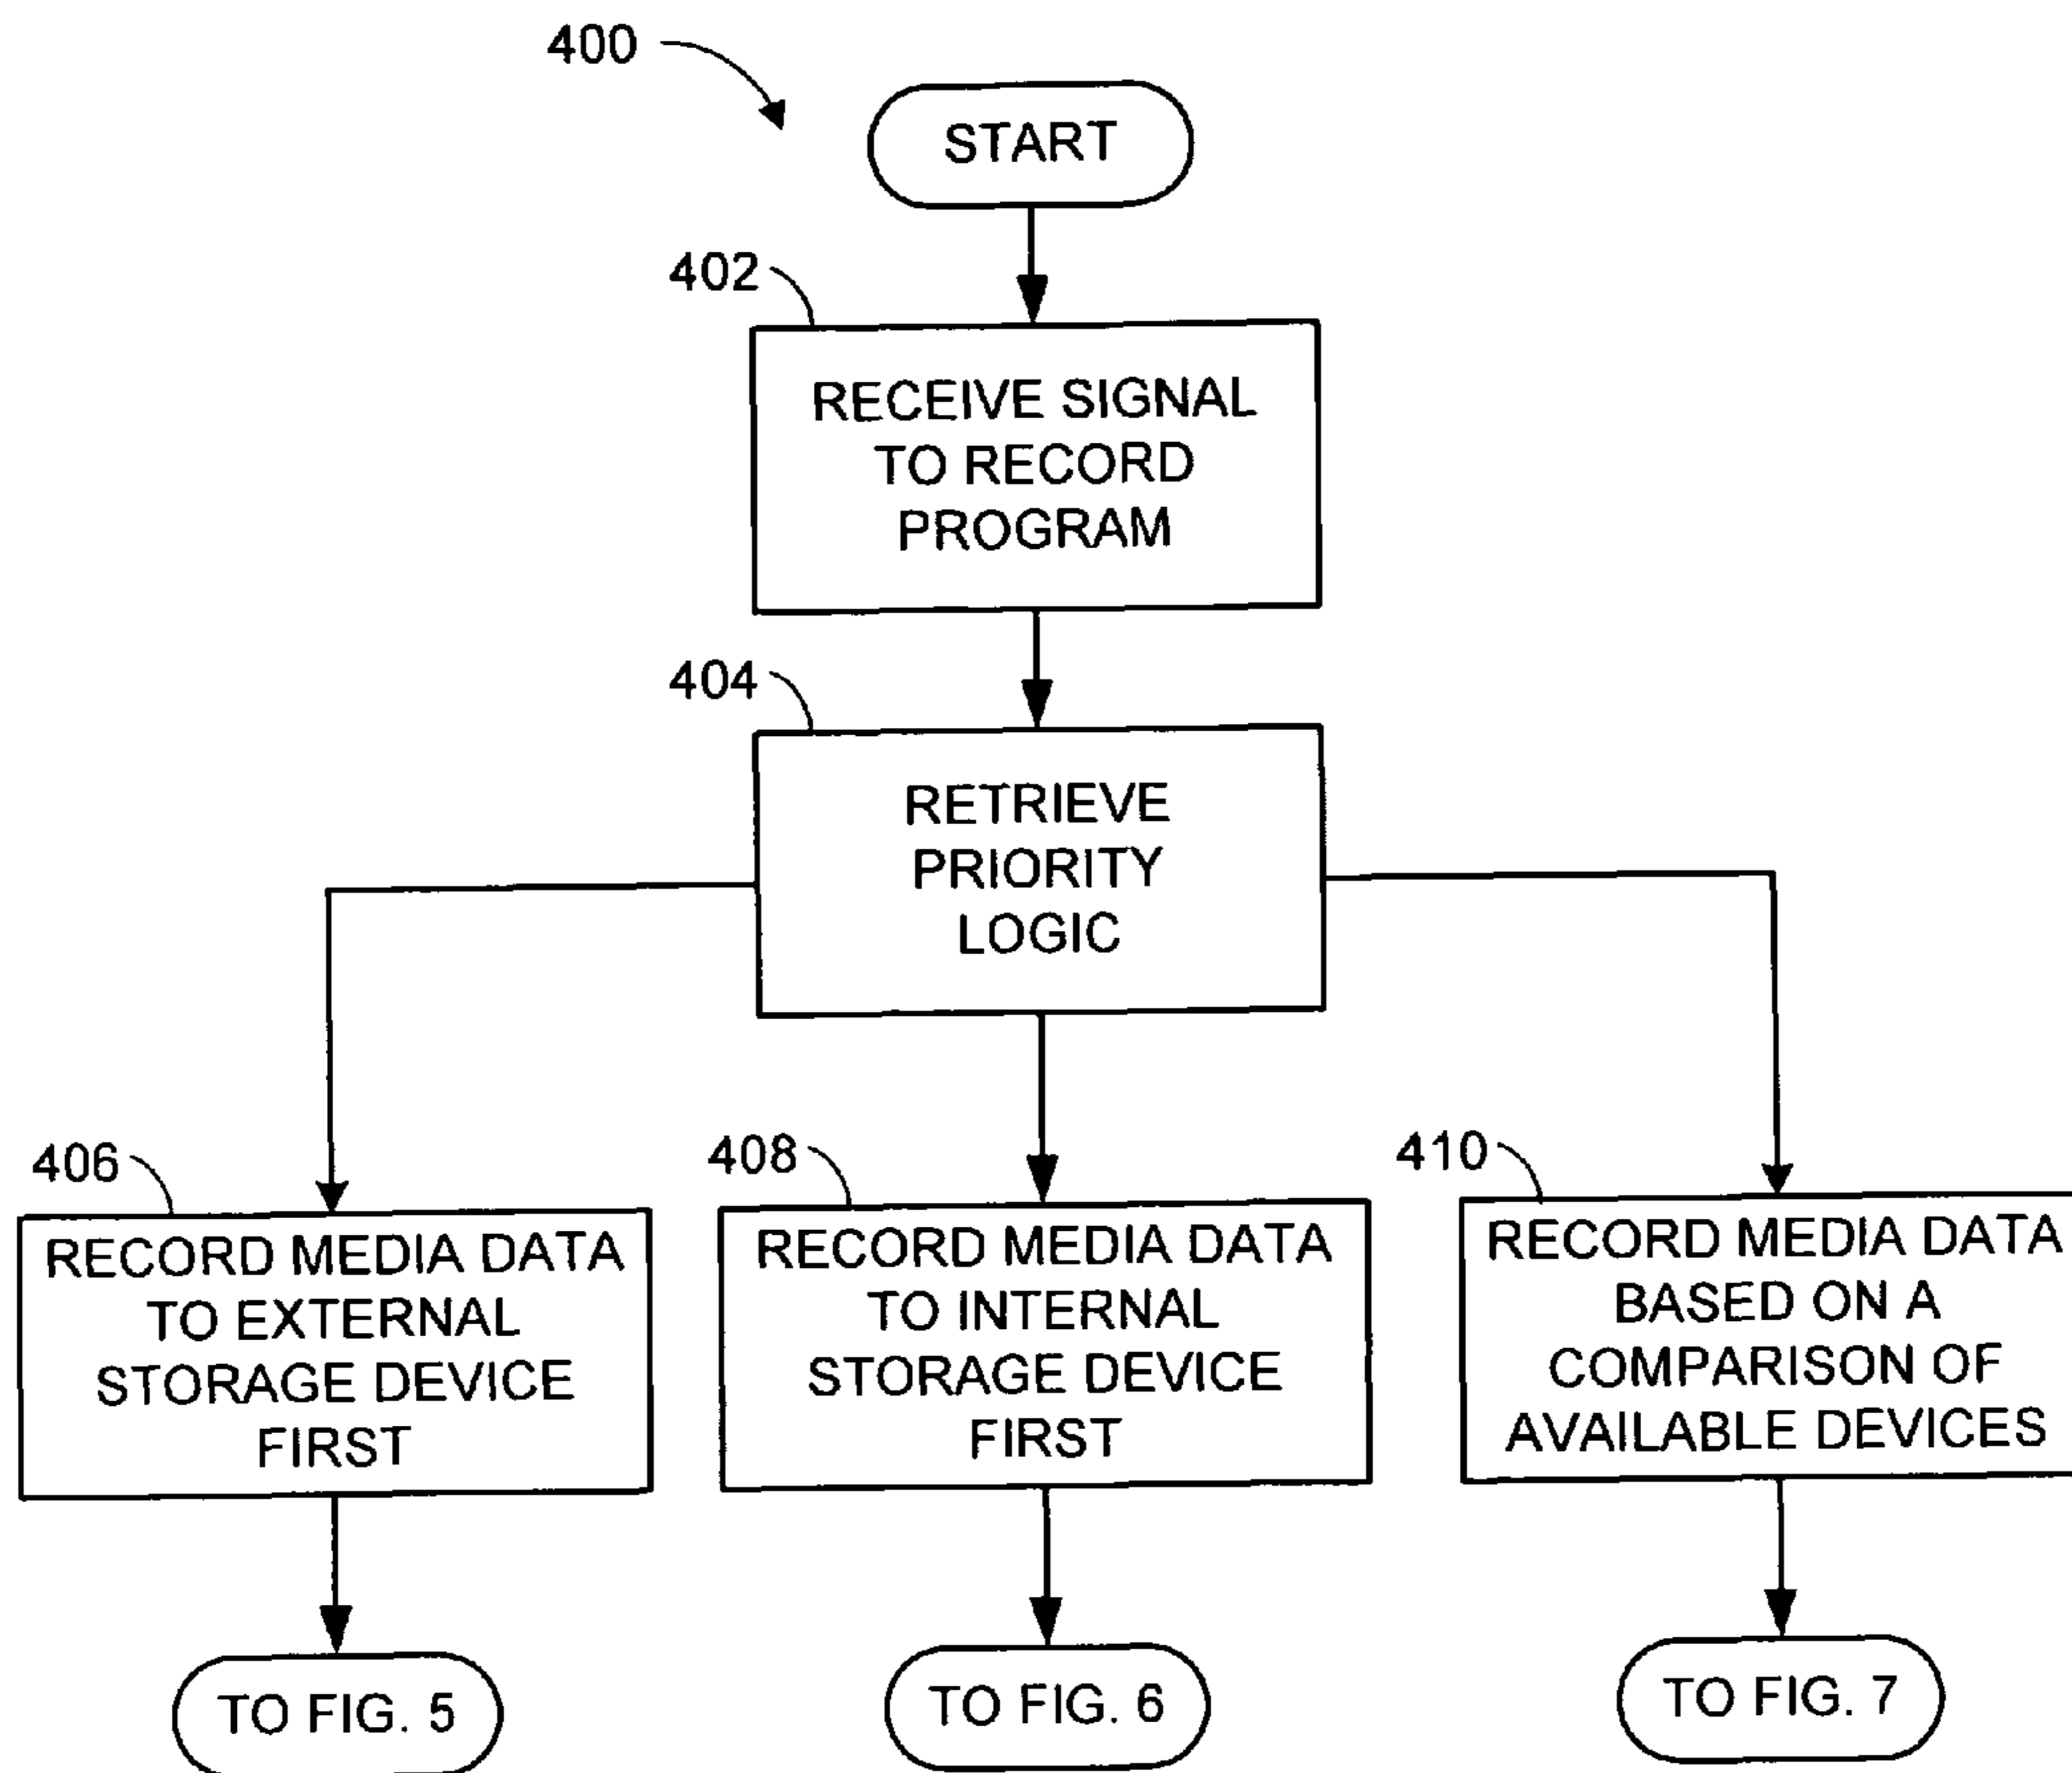 400
START
402
RECEIVE SIGNAL
TO RECORD
PROGRAM
404
RETRIEVE
PRIORITY
LOGIC
406
RECORD MEDIA DATA
TO EXTERNAL
STORAGE DEVICE
FIRST
408
RECORD MEDIA DATA
TO INTERNAL
STORAGE DEVICE
FIRST
410
RECORD MEDIA DATA
BASED ON A
COMPARISON OF
AVAILABLE DEVICES
TO FIG. 5
TO FIG. 6
TO FIG. 7